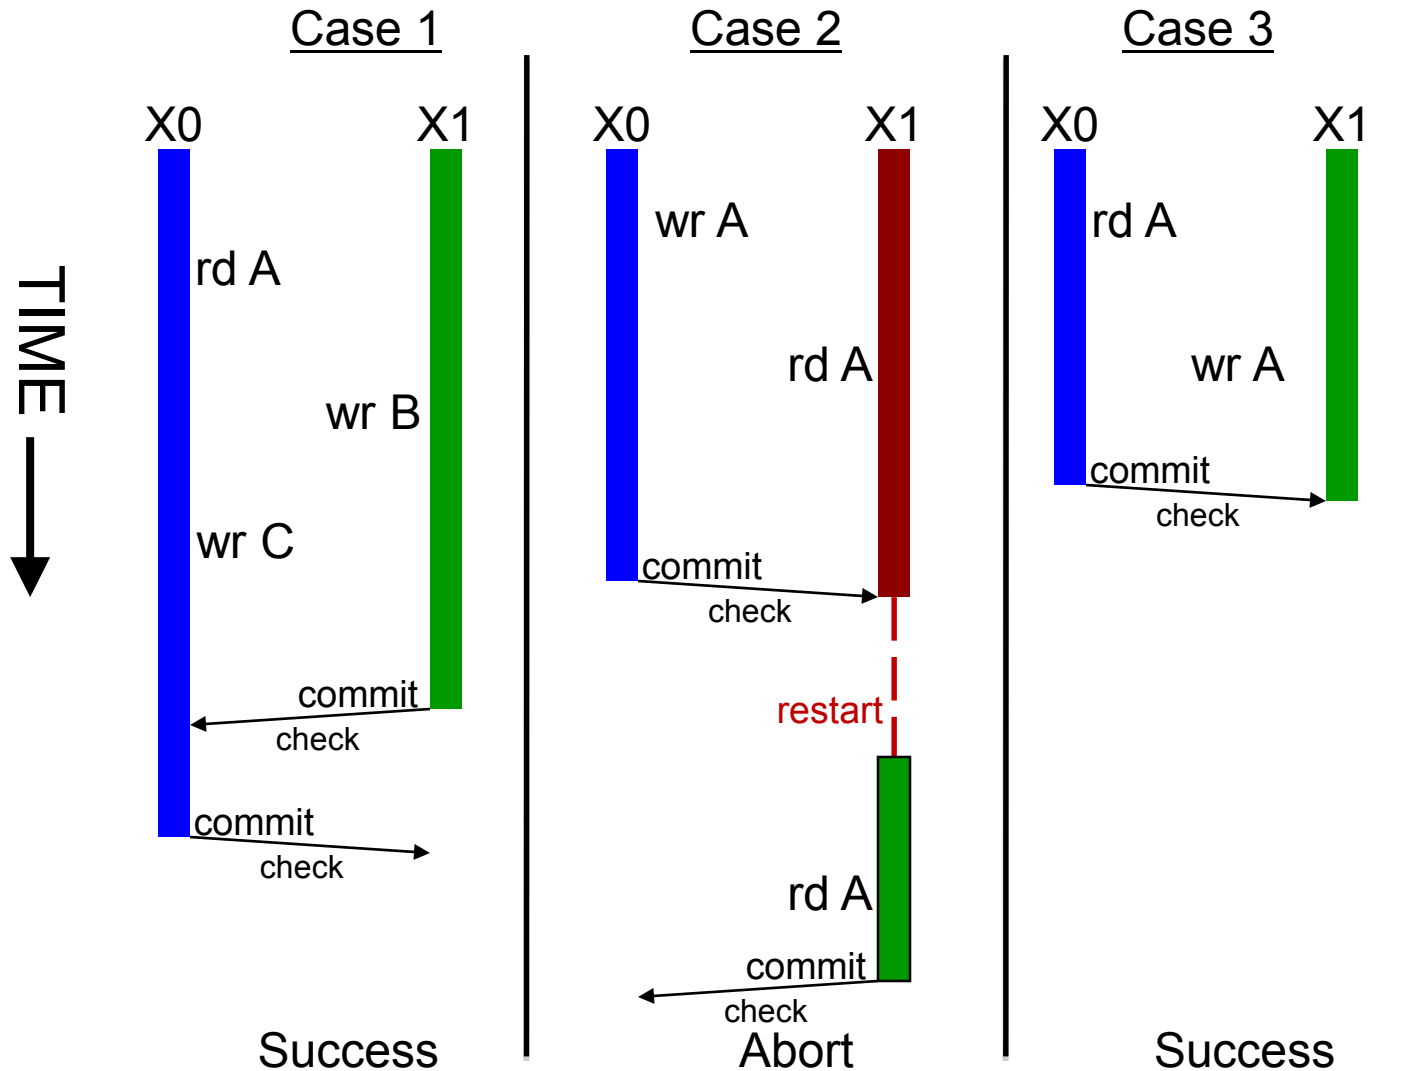 Case 1
X0
X1
rd A
wr B
wr C
commit
check
commit
check
Success
Case 2
X0
X1
wr A
rd A
commit
check
restart
rd A
commit
check
Abort
Case 3
X0
X1
rd A
wr A
commit
check
Success
TIME